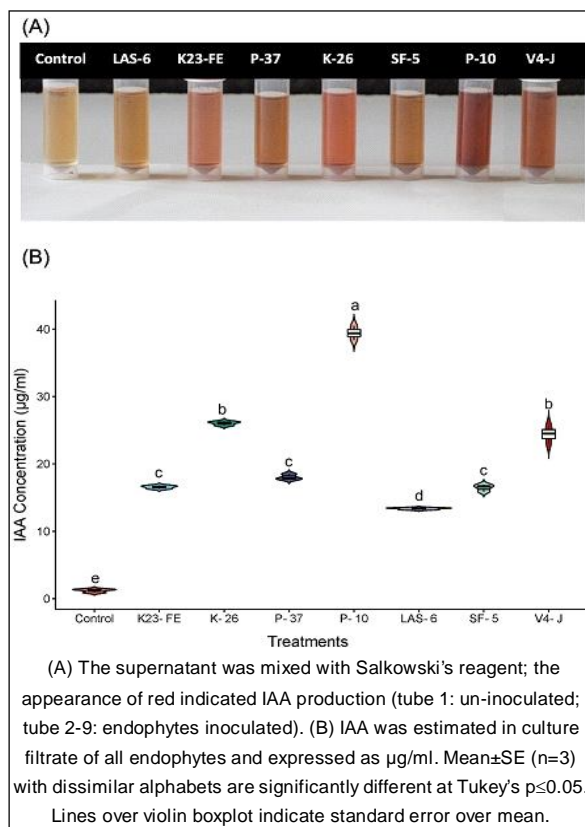 (A)
Control LAS-6 K23-FE P-37 K-26 SF-5 P-10 V4-J
(B)
IAA Concentration (µg/ml)
40
30
20
10
0
e
c
b
c
a
d
c
b
Control K23- FE K- 26 P- 37 P- 10 LAS- 6 SF- 5 V4- J
Treatments
(A) The supernatant was mixed with Salkowski's reagent; the
appearance of red indicated IAA production (tube 1: un-inoculated;
tube 2-9: endophytes inoculated). (B) IAA was estimated in culture
filtrate of all endophytes and expressed as µg/ml. Mean±SE (n=3)
with dissimilar alphabets are significantly different at Tukey's p≤0.05.
Lines over violin boxplot indicate standard error over mean.